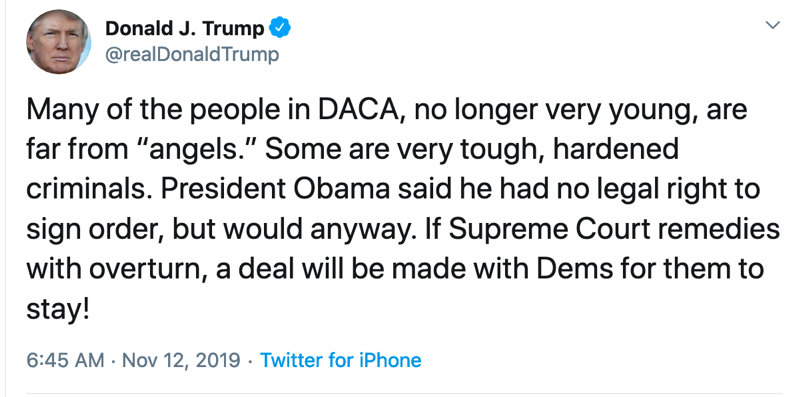 Donald J. Trump
@realDonaldTrump
Many of the people in DACA, no longer very young, are
far from “angels.” Some are very tough, hardened
criminals. President Obama said he had no legal right to
sign order, but would anyway. If Supreme Court remedies
with overturn, a deal will be made with Dems for them to
stay!
6:45 AM · Nov 12, 2019 · Twitter for iPhone